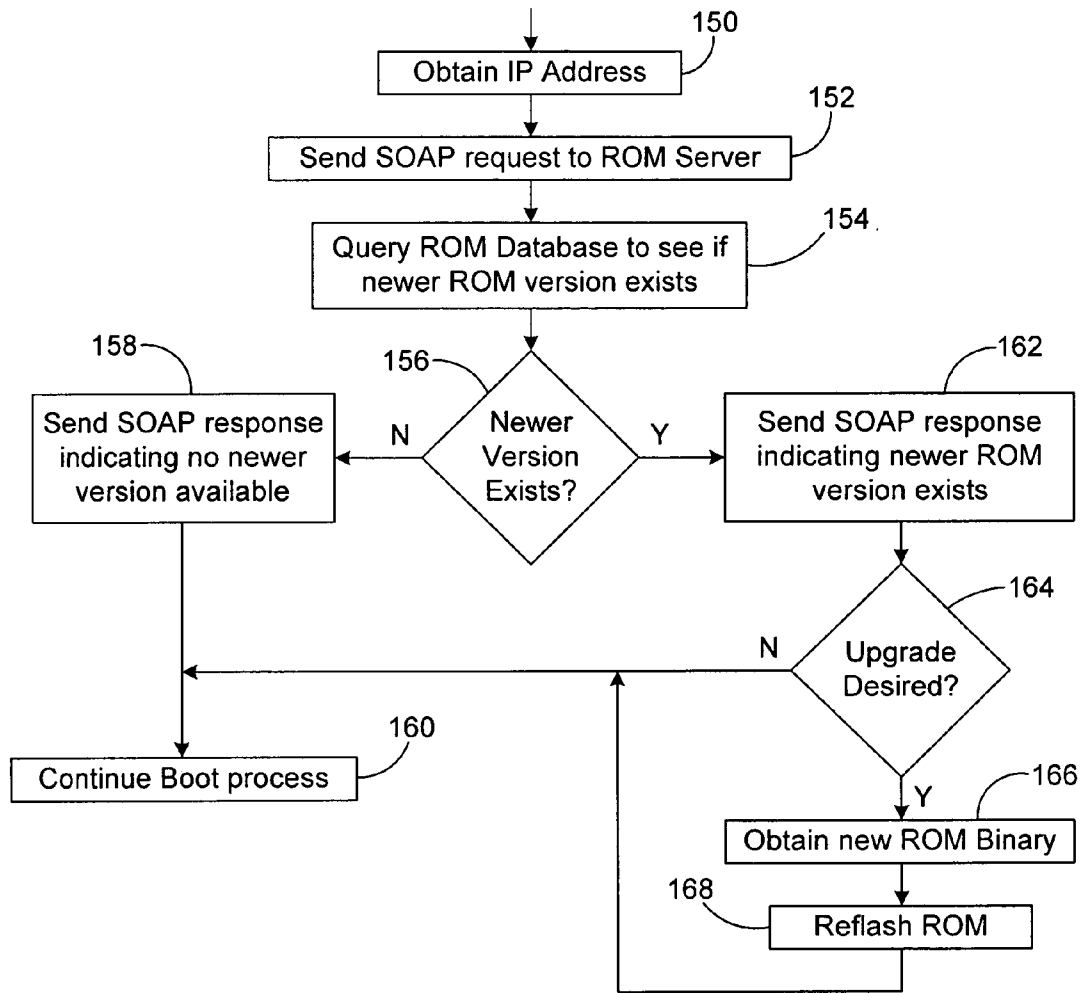 150
Obtain IP Address
152
Send SOAP request to ROM Server
154
Query ROM Database to see if
newer ROM version exists
158
156
162
Send SOAP response
indicating no newer
version available
N
Newer
Version
Exists?
Y
Send SOAP response
indicating newer ROM
version exists
164
N
Upgrade
Desired?
160
Continue Boot process
Y
166
Obtain new ROM Binary
168
Reflash ROM